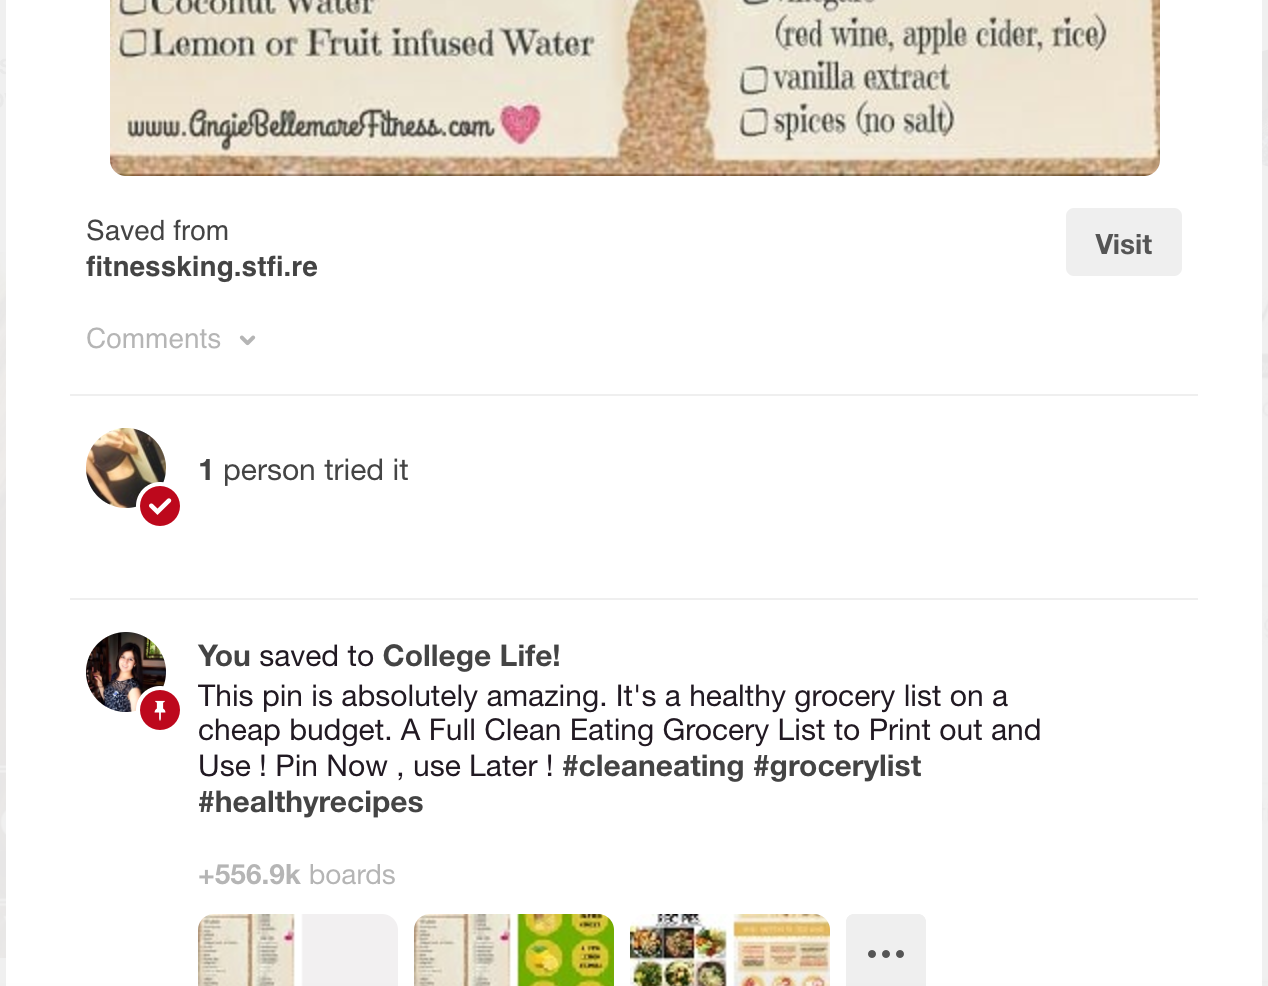 Coconut Water
Lemon or Fruit infused Water
www.AngieBellemareFitness.com
vinegars
(red wine, apple cider, rice)
vanilla extract
spices (no salt)
Saved from
fitnessking.stfi.re
Visit
Comments
1 person tried it
You saved to College Life!
This pin is absolutely amazing. It's a healthy grocery list on a
cheap budget. A Full Clean Eating Grocery List to Print out and
Use ! Pin Now , use Later ! #cleaneating #grocerylist
#healthyrecipes
+556.9k boards